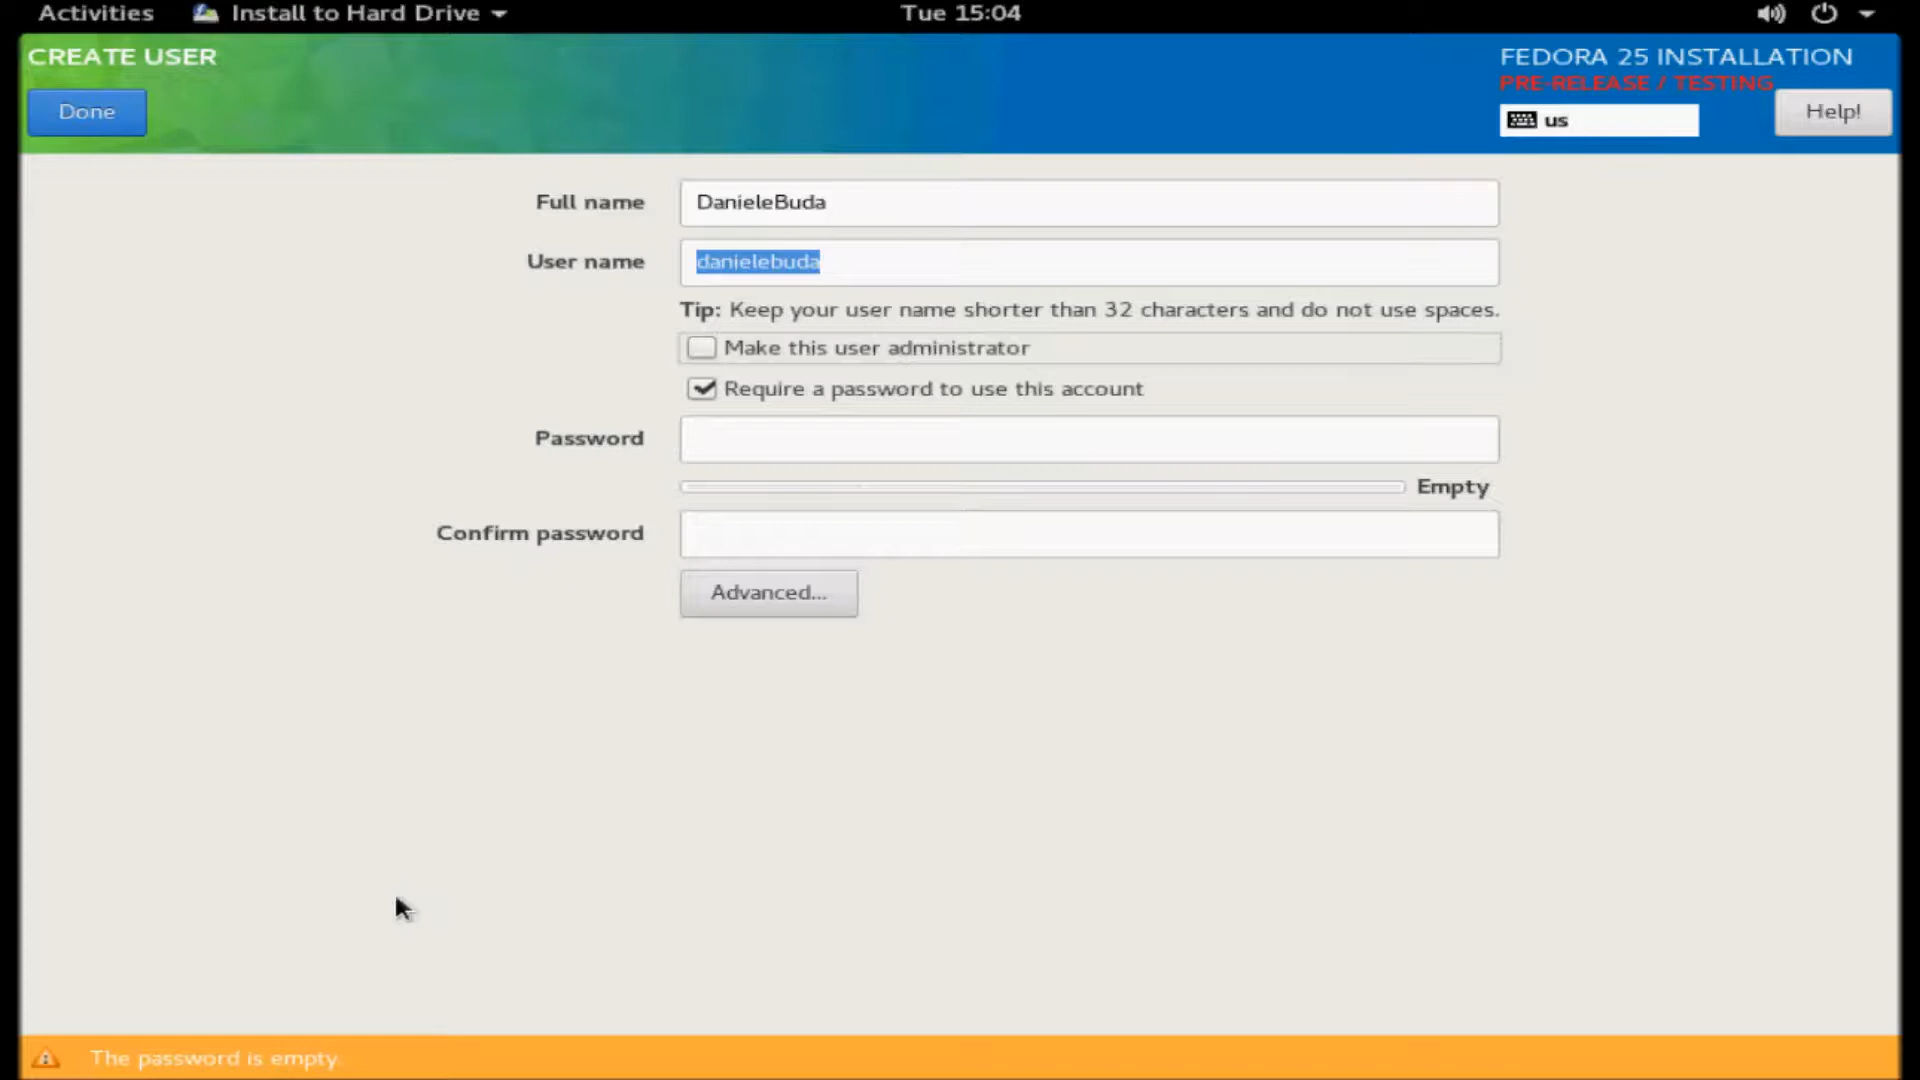 Activities Install to Hard Drive Tue 15:04
CREATE USER
FEDORA 25 INSTALLATION
PRE-RELEASE / TESTING
Done
us
Help!
Full name DanieleBuda
User name danielebuda
Tip: Keep your user name shorter than 32 characters and do not use spaces.
Make this user administrator
Require a password to use this account
Password
Empty
Confirm password
Advanced...
The password is empty.